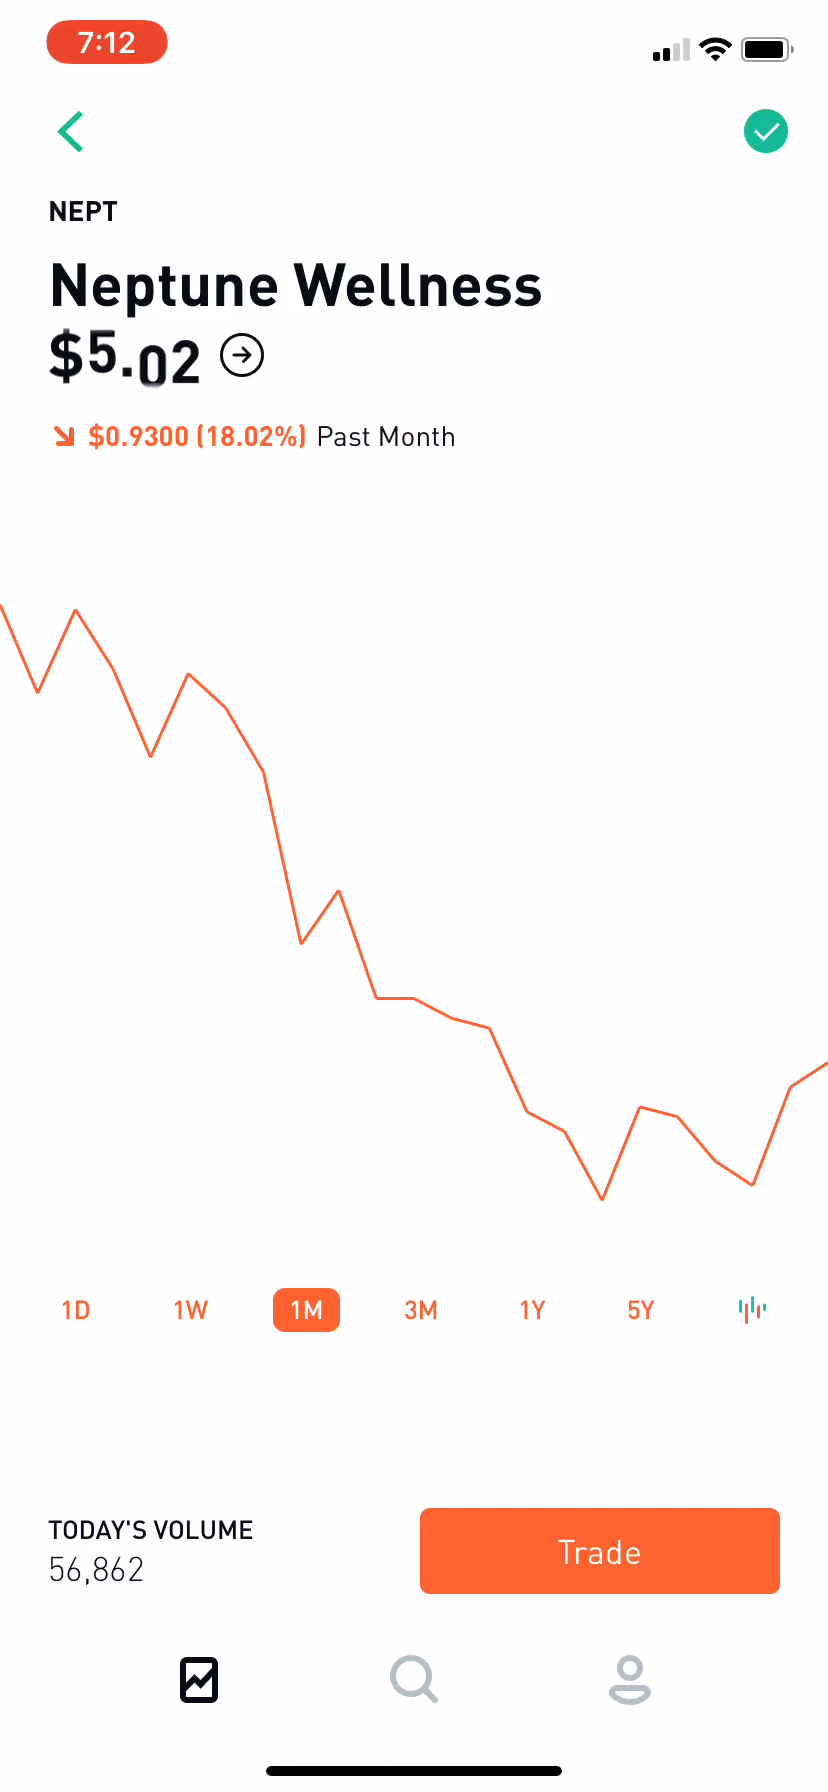 7:12
NEPT
Neptune Wellness
$5.02
$0.9300 (18.02%) Past Month
1D 1W 1M 3M 1Y 5Y
TODAY'S VOLUME
56,862
Trade